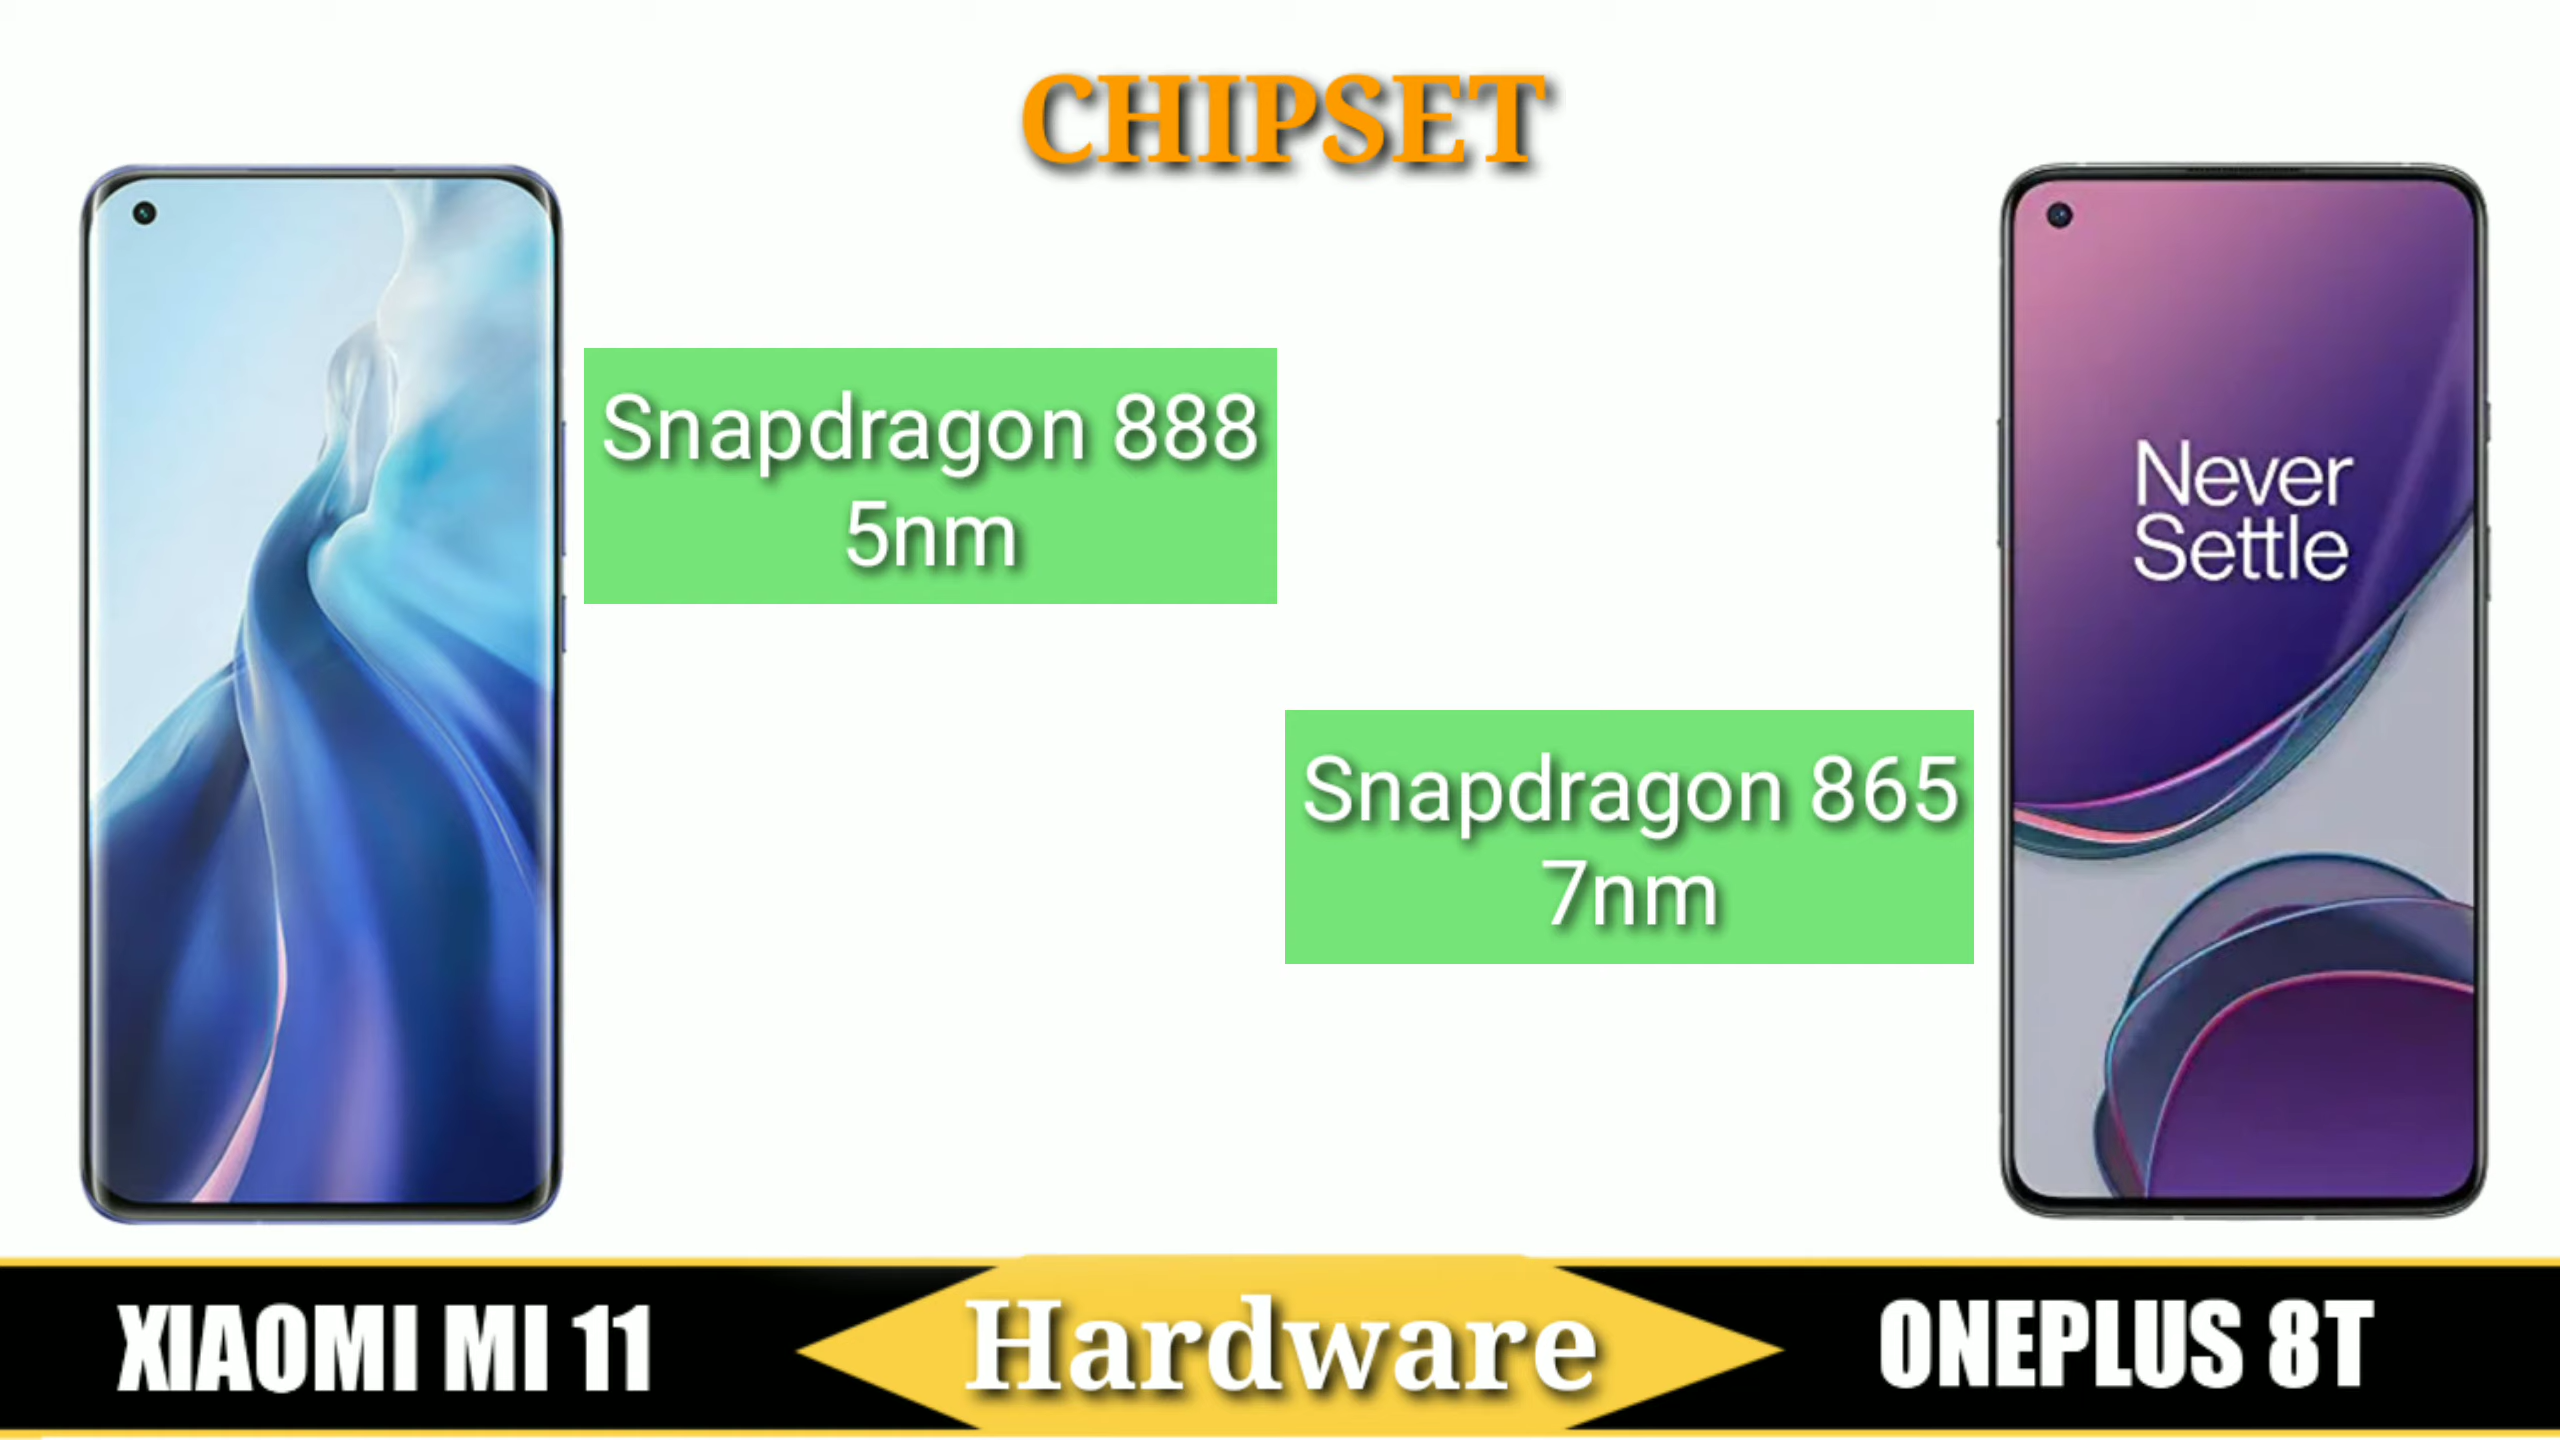 CHIPSET
Snapdragon 888
5nm
Never
Settle
Snapdragon 865
7nm
XIAOMI MI 11
Hardware
ONEPLUS 8T